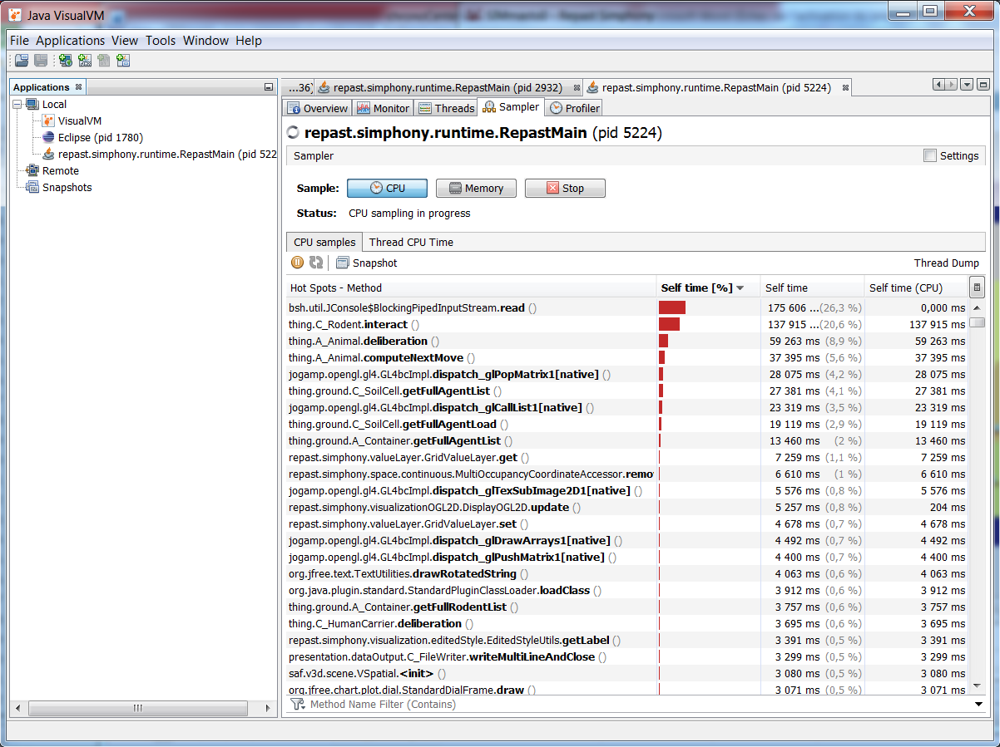 Java VisualVM
File Applications View Tools Window Help
Applications
...36) repast.simphony.runtime.RepastMain (pid 2932) repast.simphony.runtime.RepastMain (pid 5224)
Local
VisualVM
Eclipse (pid 1780)
repast.simphony.runtime.RepastMain (pid 522
Remote
Snapshots
Overview Monitor Threads Sampler Profiler
repast.simphony.runtime.RepastMain (pid 5224)
Sampler Settings
Sample: CPU Memory Stop
Status: CPU sampling in progress
CPU samples Thread CPU Time
Snapshot Thread Dump
Hot Spots - Method Self time [%] Self time Self time (CPU)
bsh.util.JConsole$BlockingPipedInputStream.read () 175 606 ...(26,3 %) 0,000 ms
thing.C_Rodent.interact () 137 915 ...(20,6 %) 137 915 ms
thing.A_Animal.deliberation () 59 263 ms (8,9 %) 59 263 ms
thing.A_Animal.computeNextMove () 37 395 ms (5,6 %) 37 395 ms
jogamp.opengl.gl4.GL4bcImpl.dispatch_glPopMatrix1[native] () 28 075 ms (4,2 %) 28 075 ms
thing.ground.C_SoilCell.getFullAgentList () 27 381 ms (4,1 %) 27 381 ms
jogamp.opengl.gl4.GL4bcImpl.dispatch_glCallList1[native] () 23 319 ms (3,5 %) 23 319 ms
thing.ground.C_SoilCell.getFullAgentLoad () 19 119 ms (2,9 %) 19 119 ms
thing.ground.A_Container.getFullAgentList () 13 460 ms (2 %) 13 460 ms
repast.simphony.valueLayer.GridValueLayer.get () 7 259 ms (1,1 %) 7 259 ms
repast.simphony.space.continuous.MultiOccupancyCoordinateAccessor.remo 6 610 ms (1 %) 6 610 ms
jogamp.opengl.gl4.GL4bcImpl.dispatch_glTexSubImage2D1[native] () 5 576 ms (0,8 %) 5 576 ms
repast.simphony.visualizationOGL2D.DisplayOGL2D.update () 5 257 ms (0,8 %) 204 ms
repast.simphony.valueLayer.GridValueLayer.set () 4 678 ms (0,7 %) 4 678 ms
jogamp.opengl.gl4.GL4bcImpl.dispatch_glDrawArrays1[native] () 4 492 ms (0,7 %) 4 492 ms
jogamp.opengl.gl4.GL4bcImpl.dispatch_glPushMatrix1[native] () 4 400 ms (0,7 %) 4 400 ms
org.jfree.text.TextUtilities.drawRotatedString () 4 063 ms (0,6 %) 4 063 ms
org.java.plugin.standard.StandardPluginClassLoader.loadClass () 3 912 ms (0,6 %) 3 912 ms
thing.ground.A_Container.getFullRodentList () 3 757 ms (0,6 %) 3 757 ms
thing.C_HumanCarrier.deliberation () 3 695 ms (0,6 %) 3 695 ms
repast.simphony.visualization.editedStyle.EditedStyleUtils.getLabel () 3 391 ms (0,5 %) 3 391 ms
presentation.dataOutput.C_FileWriter.writeMultiLineAndClose () 3 299 ms (0,5 %) 3 299 ms
saf.v3d.scene.VSpatial.<init> () 3 080 ms (0,5 %) 3 080 ms
org.jfree.chart.plot.dial.StandardDialFrame.draw () 3 071 ms (0,5 %) 3 071 ms
Method Name Filter (Contains)